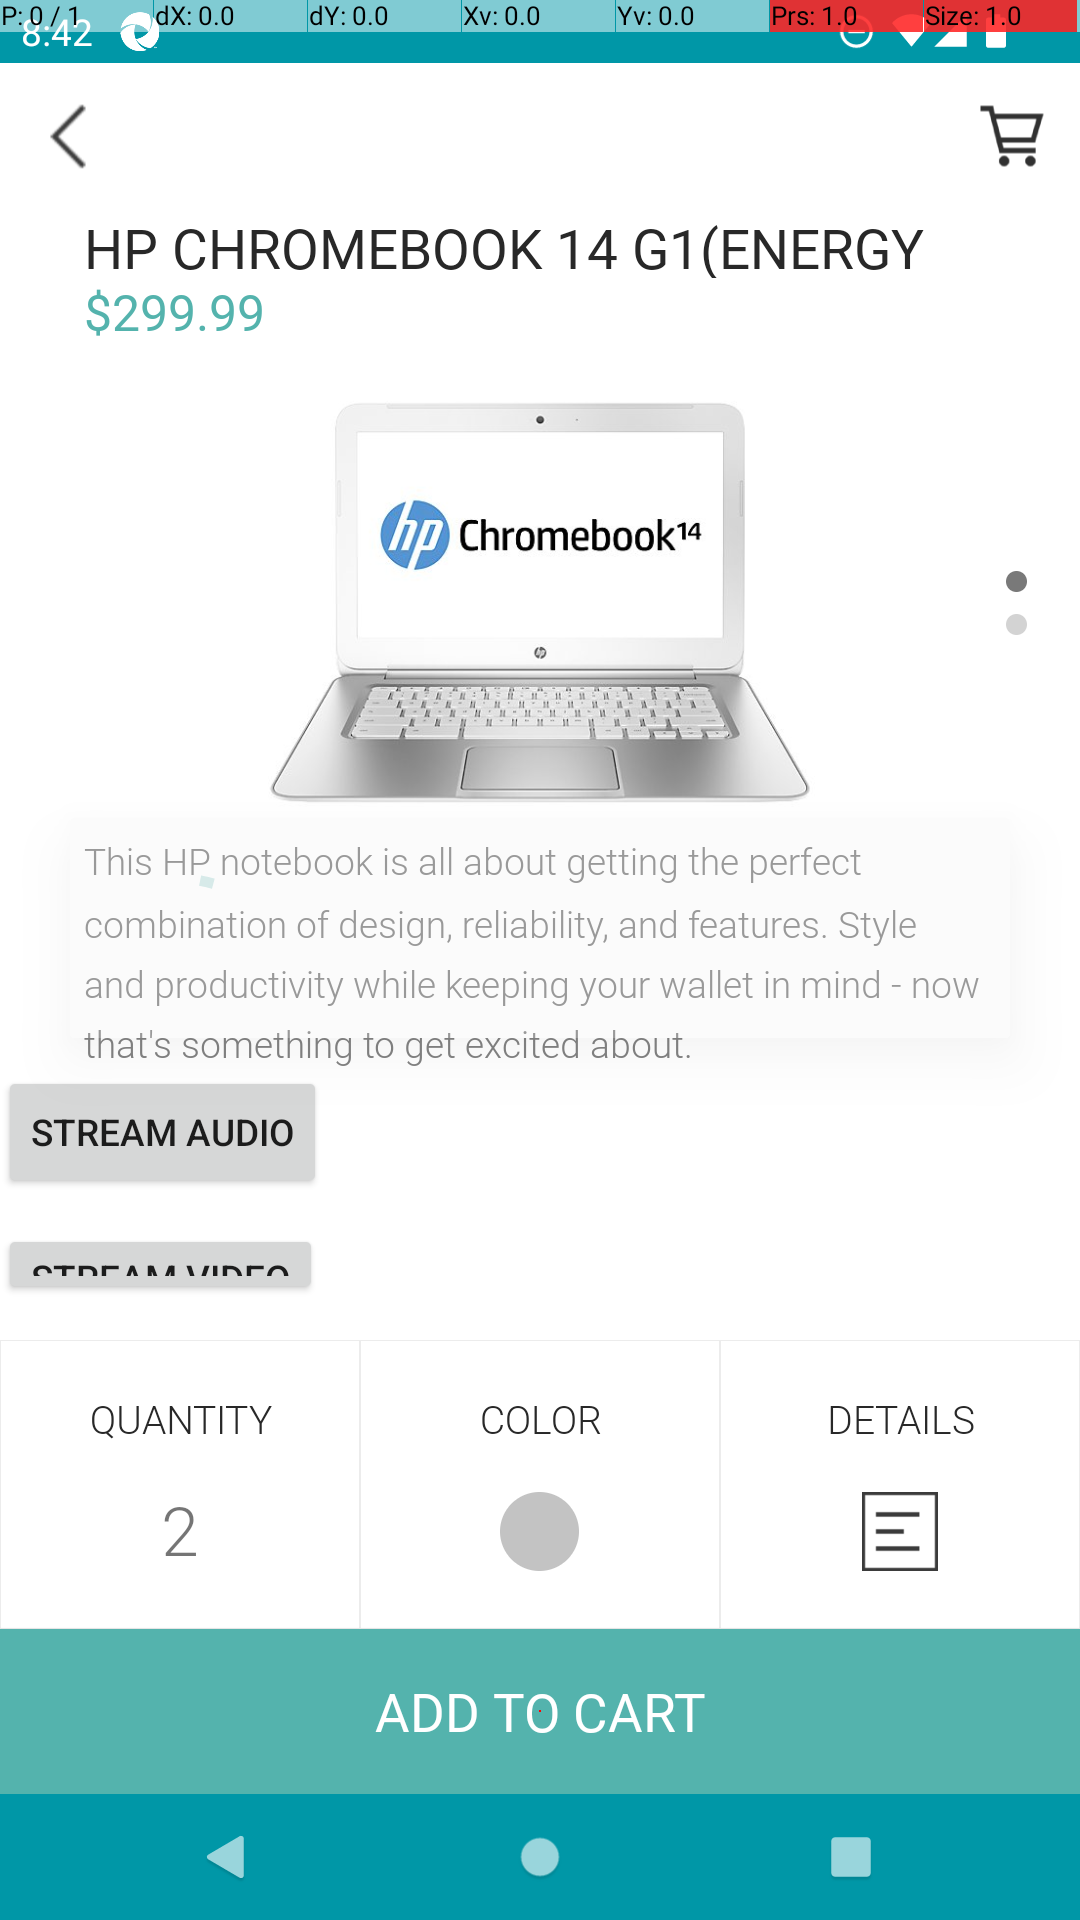 P: 0 / 1 dX: 0.0 dY: 0.0 Xv: 0.0 Yv: 0.0 Prs: 1.0 Size: 1.0
8:42
HP CHROMEBOOK 14 G1(ENERGY
$299.99
hp Chromebook14
hp
This HP notebook is all about getting the perfect
combination of design, reliability, and features. Style
and productivity while keeping your wallet in mind - now
that's something to get excited about.
STREAM AUDIO
STREAM VIDEO
QUANTITY COLOR DETAILS
2
ADD TO CART